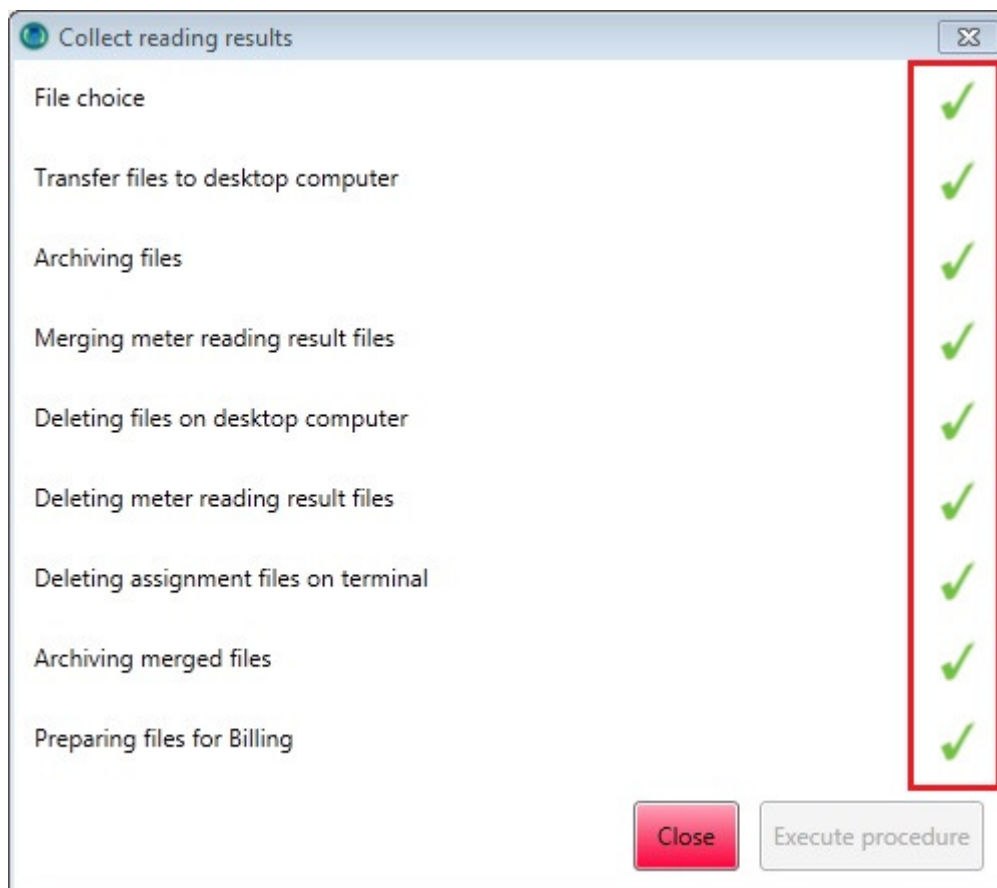 Collect reading results
File choice
Transfer files to desktop computer
Archiving files
Merging meter reading result files
Deleting files on desktop computer
Deleting meter reading result files
Deleting assignment files on terminal
Archiving merged files
Preparing files for Billing
Close Execute procedure